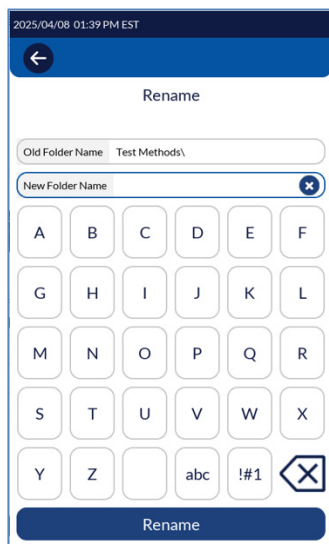 2025/04/08 01:39 PM EST
Rename
Old Folder Name Test Methods\
New Folder Name
A B C D E F
G H I J K L
M N O P Q R
S T U V W X
Y Z abc !#1
Rename